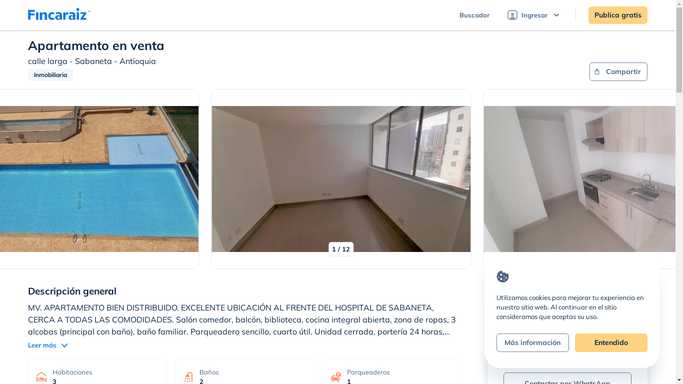 Fincaraiz
Buscador
Ingresar
Publica gratis
Apartamento en venta
calle larga - Sabaneta - Antioquia
Inmobiliaria
Compartir
1 / 12
Descripción general
MV. APARTAMENTO BIEN DISTRIBUIDO. EXCELENTE UBICACIÓN AL FRENTE DEL HOSPITAL DE SABANETA,
CERCA A TODAS LAS COMODIDADES. Salón comedor, balcón, biblioteca, cocina integral abierta, zona de ropas, 3
alcobas (principal con baño), baño familiar. Parqueadero sencillo, cuarto útil. Unidad cerrada, portería 24 horas,...
Leer más
Habitaciones
3
Baños
2
Parqueaderos
1
Utilizamos cookies para mejorar tu experiencia en
nuestro sitio web. Al continuar en el sitio
consideramos que aceptas su uso.
Más información
Entendido
Contactar por WhatsApp